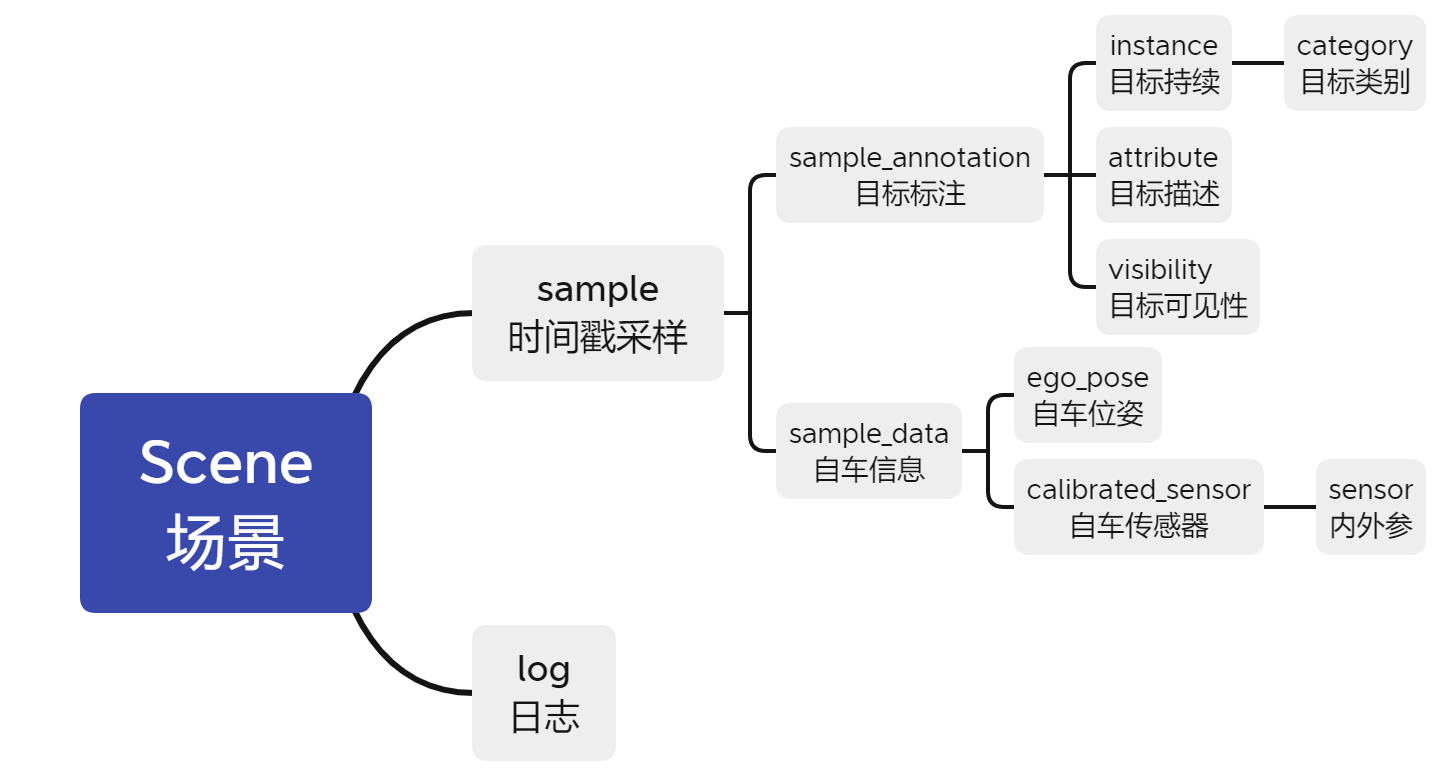 Scene
场景
sample
时间戳采样
sample_annotation
目标标注
instance
目标持续
category
目标类别
attribute
目标描述
visibility
目标可见性
sample_data
自车信息
ego_pose
自车位姿
calibrated_sensor
自车传感器
sensor
内外参
log
日志